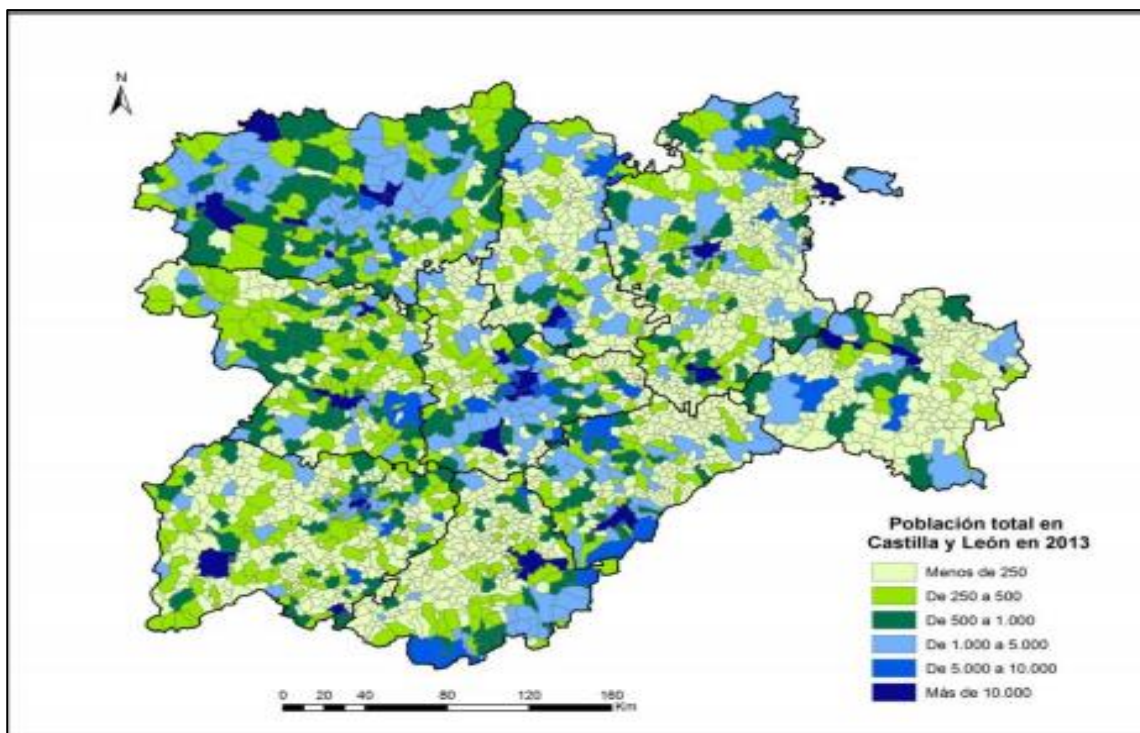 N
Población total en
Castilla y León en 2013
Menos de 250
De 250 a 500
De 500 a 1.000
De 1.000 a 5.000
De 5.000 a 10.000
Más de 10.000
0 20 40 80 120 160
Km